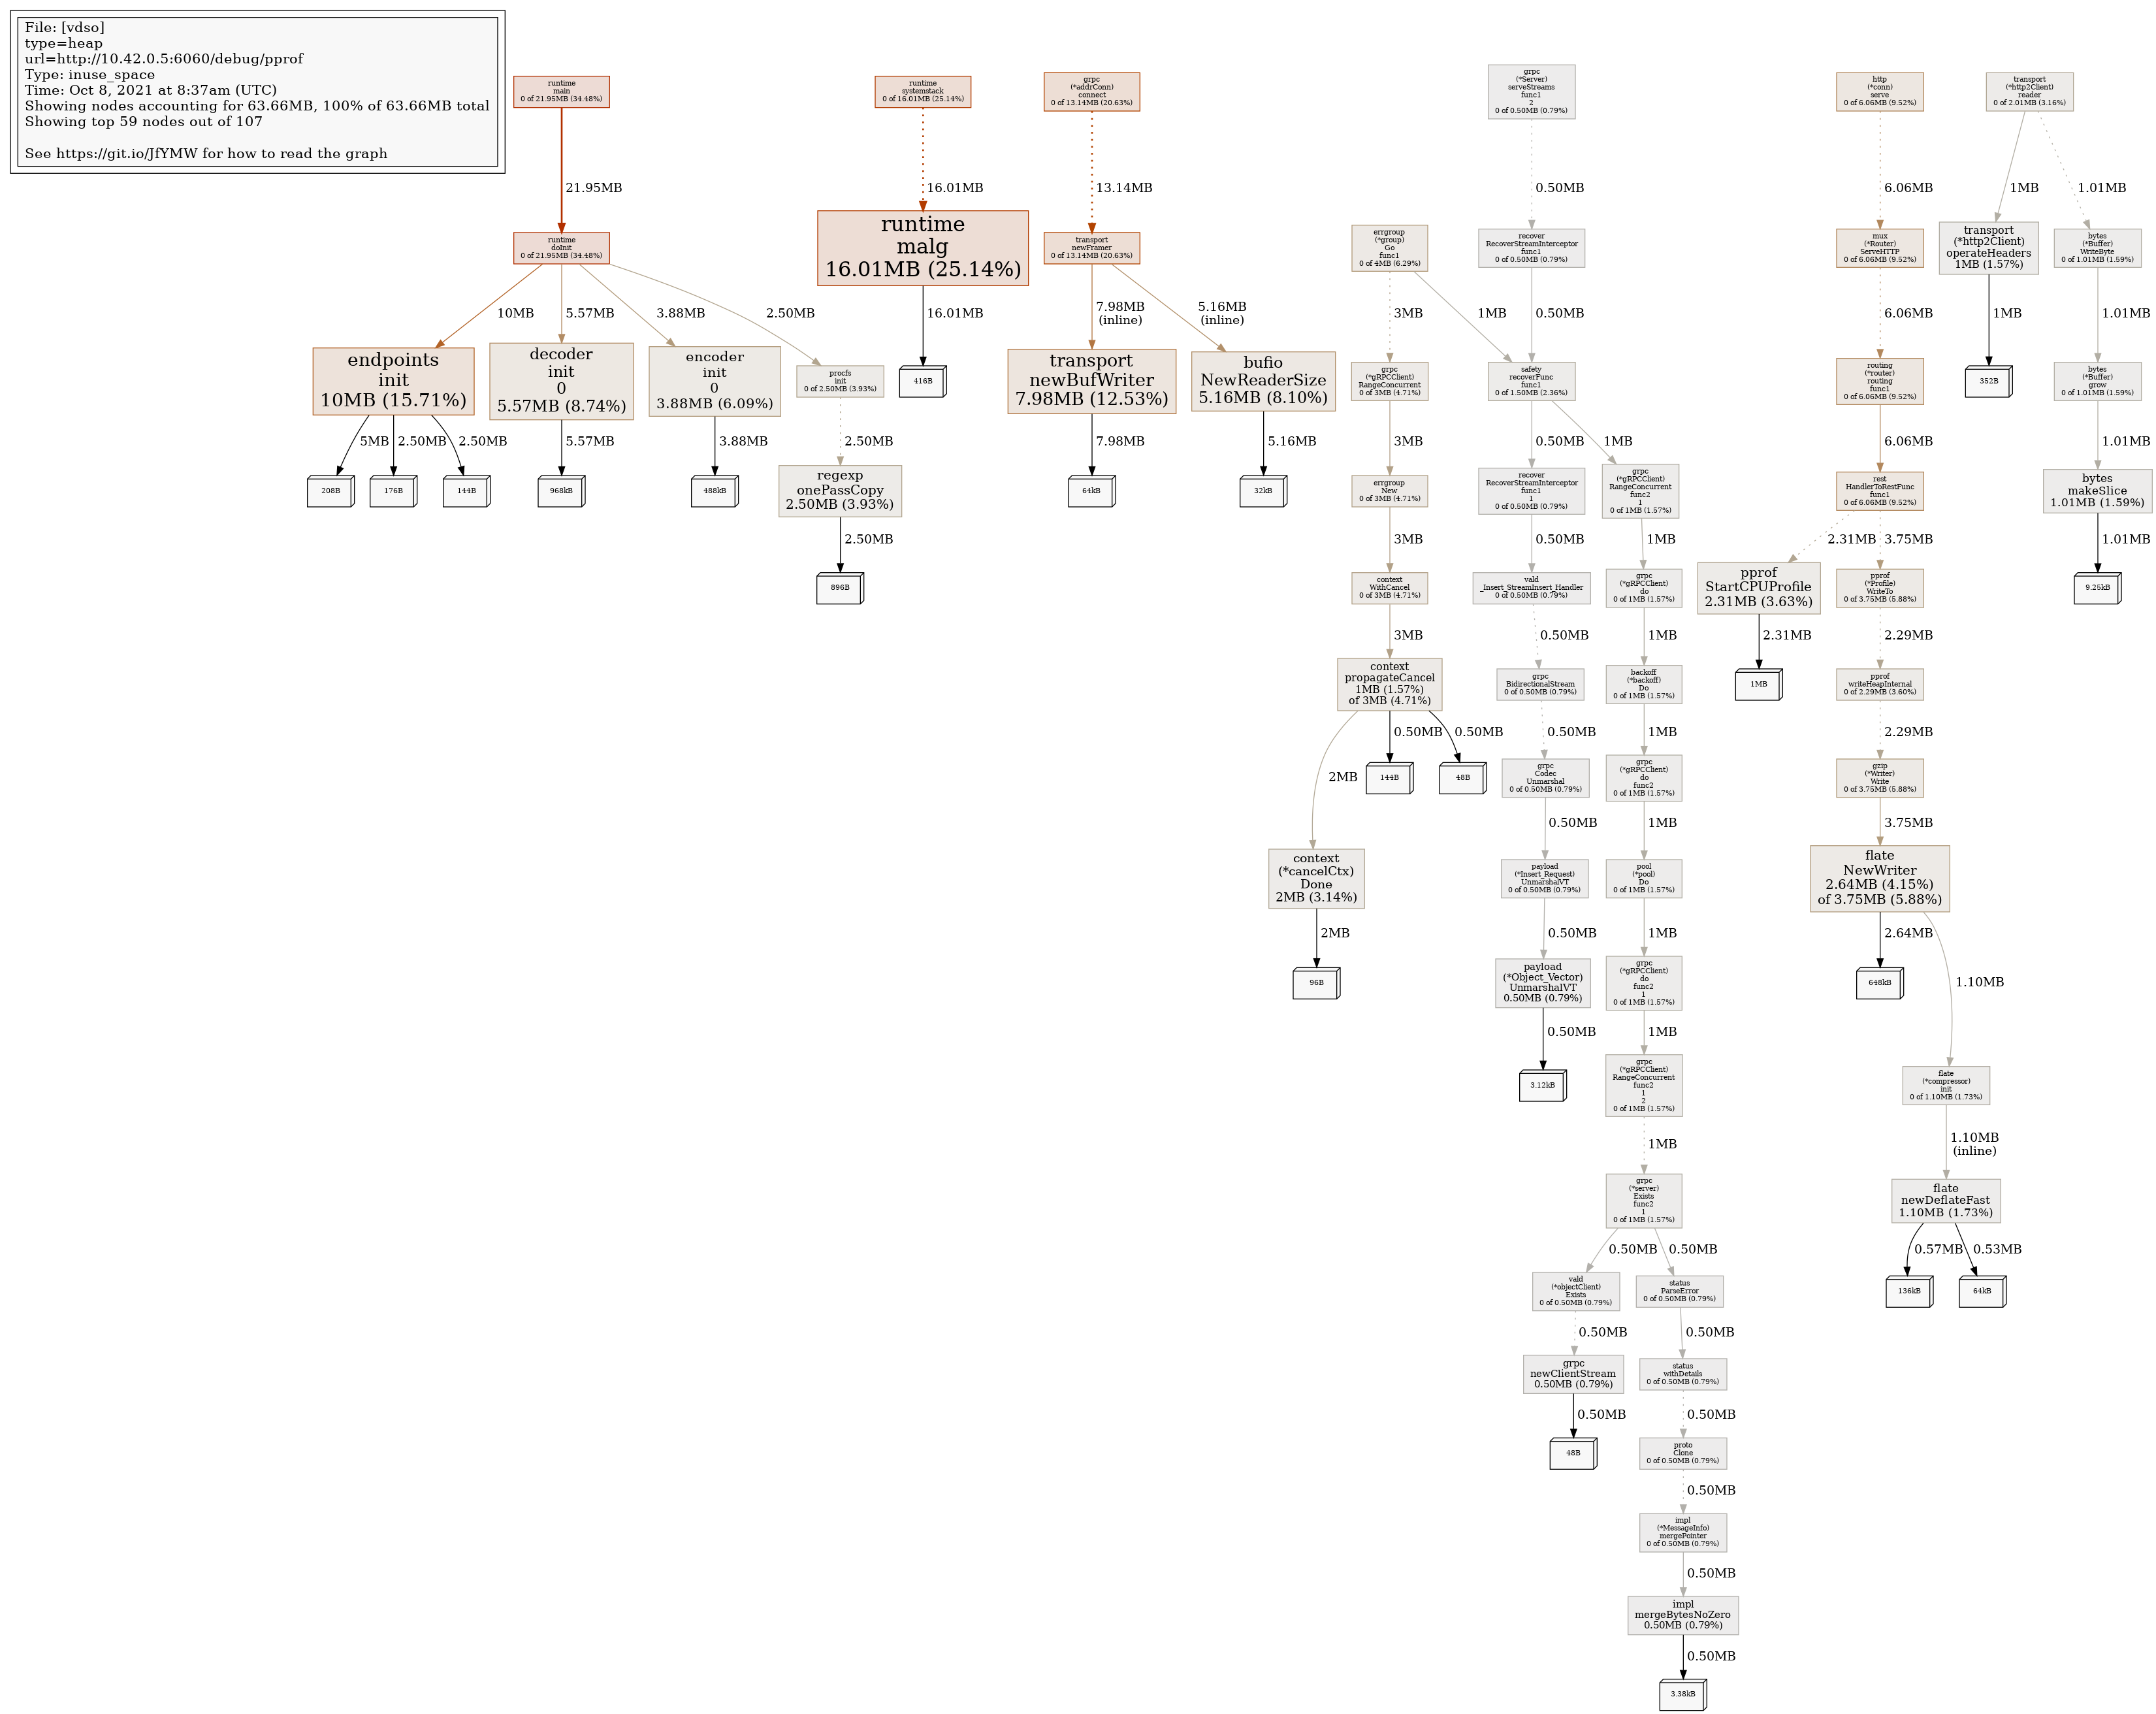 File: [vdso]
type=heap
url=http://10.42.0.5:6060/debug/pprof
Type: inuse_space
Time: Oct 8, 2021 at 8:37am (UTC)
Showing nodes accounting for 63.66MB, 100% of 63.66MB total
Showing top 59 nodes out of 107
See https://git.io/JfYMW for how to read the graph
runtime
main
0 of 21.95MB (34.48%)
21.95MB
runtime
doInit
0 of 21.95MB (34.48%)
10MB
5.57MB
3.88MB
2.50MB
endpoints
init
10MB (15.71%)
5MB
2.50MB
2.50MB
208B
176B
144B
decoder
init
0
5.57MB (8.74%)
5.57MB
968kB
encoder
init
0
3.88MB (6.09%)
3.88MB
488kB
procfs
init
0 of 2.50MB (3.93%)
2.50MB
regexp
onePassCopy
2.50MB (3.93%)
2.50MB
896B
runtime
systemstack
0 of 16.01MB (25.14%)
16.01MB
runtime
malg
16.01MB (25.14%)
16.01MB
416B
grpc
(*addrConn)
connect
0 of 13.14MB (20.63%)
13.14MB
transport
newFramer
0 of 13.14MB (20.63%)
7.98MB
(inline)
5.16MB
(inline)
transport
newBufWriter
7.98MB (12.53%)
7.98MB
64kB
bufio
NewReaderSize
5.16MB (8.10%)
5.16MB
32kB
errgroup
(*group)
Go
func1
0 of 4MB (6.29%)
3MB
1MB
grpc
(*gRPCClient)
RangeConcurrent
0 of 3MB (4.71%)
3MB
errgroup
New
0 of 3MB (4.71%)
3MB
context
WithCancel
0 of 3MB (4.71%)
3MB
context
propagateCancel
1MB (1.57%)
of 3MB (4.71%)
2MB
0.50MB
0.50MB
144B
48B
context
(*cancelCtx)
Done
2MB (3.14%)
2MB
96B
grpc
(*Server)
serveStreams
func1
2
0 of 0.50MB (0.79%)
0.50MB
recover
RecoverStreamInterceptor
func1
0 of 0.50MB (0.79%)
0.50MB
safety
recoverFunc
func1
0 of 1.50MB (2.36%)
0.50MB
1MB
recover
RecoverStreamInterceptor
func1
1
0 of 0.50MB (0.79%)
0.50MB
vald
_Insert_StreamInsert_Handler
0 of 0.50MB (0.79%)
0.50MB
grpc
BidirectionalStream
0 of 0.50MB (0.79%)
0.50MB
grpc
Codec
Unmarshal
0 of 0.50MB (0.79%)
0.50MB
payload
(*Insert_Request)
UnmarshalVT
0 of 0.50MB (0.79%)
0.50MB
payload
(*Object_Vector)
UnmarshalVT
0.50MB (0.79%)
0.50MB
3.12kB
grpc
(*gRPCClient)
RangeConcurrent
func2
1
0 of 1MB (1.57%)
1MB
grpc
(*gRPCClient)
do
0 of 1MB (1.57%)
1MB
backoff
(*backoff)
Do
0 of 1MB (1.57%)
1MB
grpc
(*gRPCClient)
do
func2
0 of 1MB (1.57%)
1MB
pool
(*pool)
Do
0 of 1MB (1.57%)
1MB
grpc
(*gRPCClient)
do
func2
1
0 of 1MB (1.57%)
1MB
grpc
(*gRPCClient)
RangeConcurrent
func2
1
2
0 of 1MB (1.57%)
1MB
grpc
(*server)
Exists
func2
1
0 of 1MB (1.57%)
0.50MB
0.50MB
vald
(*objectClient)
Exists
0 of 0.50MB (0.79%)
0.50MB
grpc
newClientStream
0.50MB (0.79%)
0.50MB
48B
status
ParseError
0 of 0.50MB (0.79%)
0.50MB
status
withDetails
0 of 0.50MB (0.79%)
0.50MB
proto
Clone
0 of 0.50MB (0.79%)
0.50MB
impl
(*MessageInfo)
mergePointer
0 of 0.50MB (0.79%)
0.50MB
impl
mergeBytesNoZero
0.50MB (0.79%)
0.50MB
3.38kB
http
(*conn)
serve
0 of 6.06MB (9.52%)
6.06MB
mux
(*Router)
ServeHTTP
0 of 6.06MB (9.52%)
6.06MB
routing
(*router)
routing
func1
0 of 6.06MB (9.52%)
6.06MB
rest
HandlerToRestFunc
func1
0 of 6.06MB (9.52%)
2.31MB
3.75MB
pprof
StartCPUProfile
2.31MB (3.63%)
2.31MB
1MB
pprof
(*Profile)
WriteTo
0 of 3.75MB (5.88%)
2.29MB
pprof
writeHeapInternal
0 of 2.29MB (3.60%)
2.29MB
gzip
(*Writer)
Write
0 of 3.75MB (5.88%)
3.75MB
flate
NewWriter
2.64MB (4.15%)
of 3.75MB (5.88%)
2.64MB
1.10MB
648kB
flate
(*compressor)
init
0 of 1.10MB (1.73%)
1.10MB
(inline)
flate
newDeflateFast
1.10MB (1.73%)
0.57MB
0.53MB
136kB
64kB
transport
(*http2Client)
reader
0 of 2.01MB (3.16%)
1MB
1.01MB
transport
(*http2Client)
operateHeaders
1MB (1.57%)
1MB
352B
bytes
(*Buffer)
WriteByte
0 of 1.01MB (1.59%)
1.01MB
bytes
(*Buffer)
grow
0 of 1.01MB (1.59%)
1.01MB
bytes
makeSlice
1.01MB (1.59%)
1.01MB
9.25kB